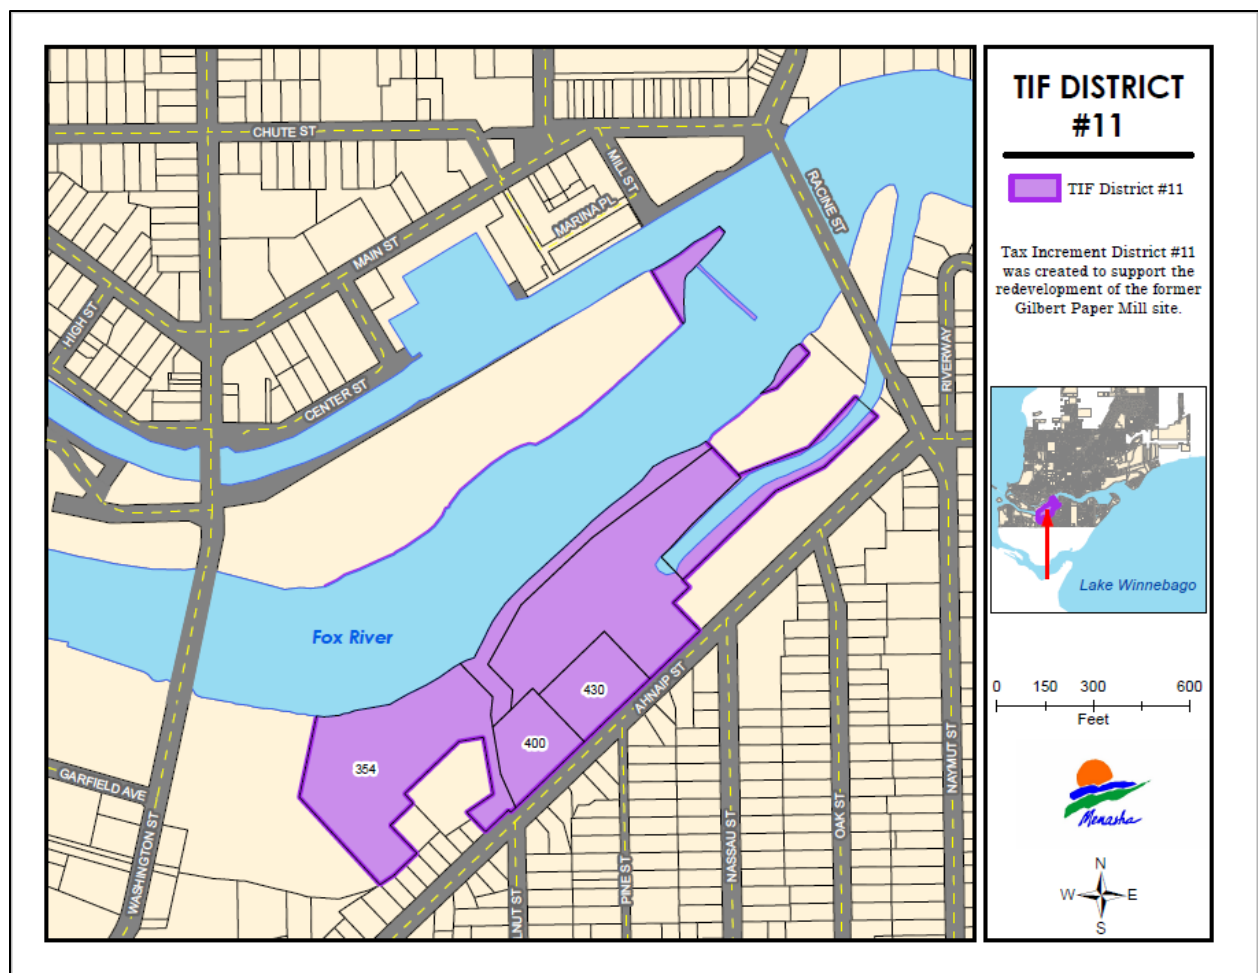 CHUTE ST
MILL ST
MARINA PL
RACINE ST
MAIN ST
HIGH ST
CENTER ST
RIVERWAY
Fox River
430
AHNAIP ST
400
354
GARFIELD AVE
WASHINGTON ST
LNUT ST
PINE ST
NASSAU ST
OAK ST
NAYMUT ST
TIF DISTRICT
#11
TIF District #11
Tax Increment District #11
was created to support the
redevelopment of the former
Gilbert Paper Mill site.
Lake Winnebago
0 150 300 600
Feet
Menasha
N
W E
S